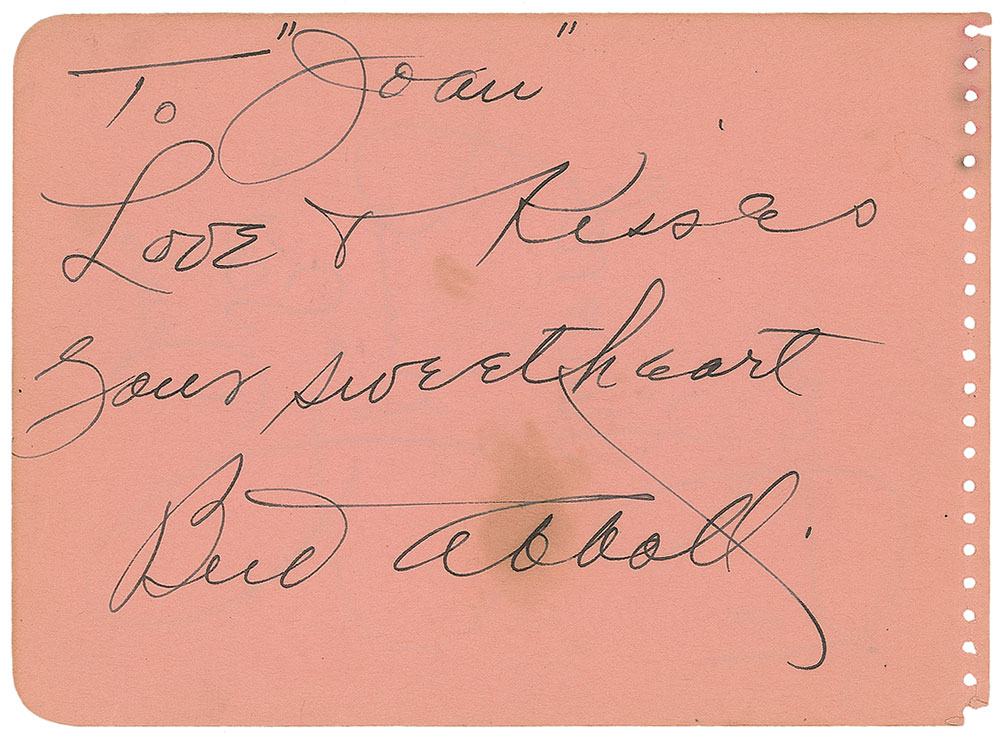 To "Joan"
Love & Kisses
your sweetheart
Bud Abbott